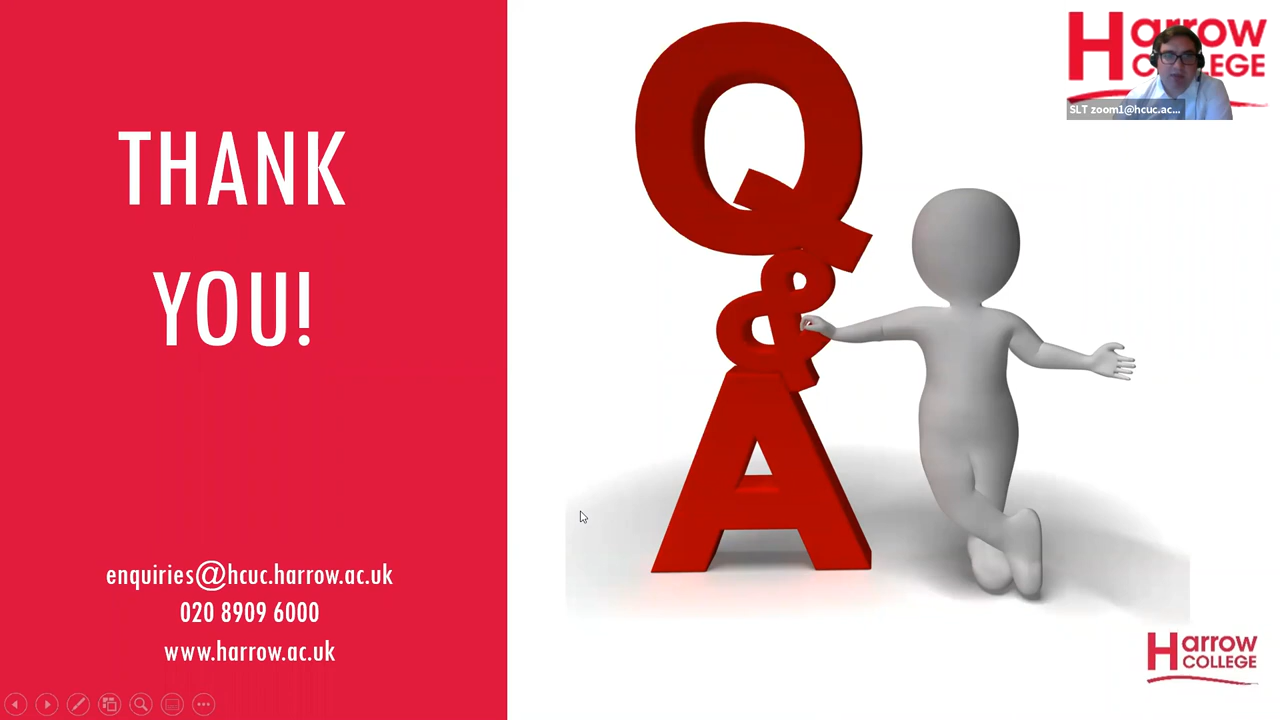 THANK
YOU!
enquiries@hcuc.harrow.ac.uk
020 8909 6000
www.harrow.ac.uk
Q
&
A
Harrow
COLLEGE
SLT zoom1@hcuc.ac...
Harrow
COLLEGE